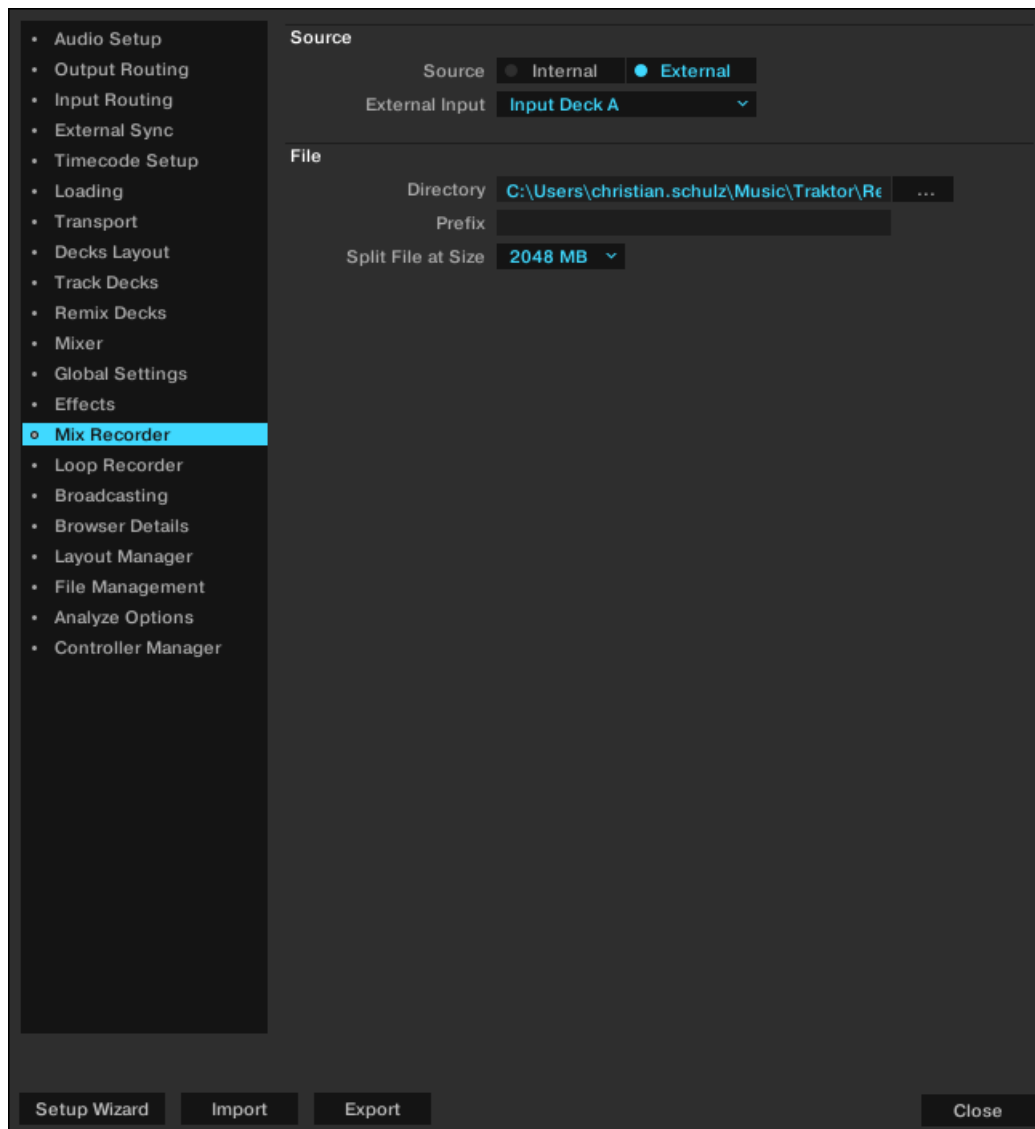 Audio Setup
Output Routing
Input Routing
External Sync
Timecode Setup
Loading
Transport
Decks Layout
Track Decks
Remix Decks
Mixer
Global Settings
Effects
Mix Recorder
Loop Recorder
Broadcasting
Browser Details
Layout Manager
File Management
Analyze Options
Controller Manager
Source
Source Internal External
External Input Input Deck A
File
Directory C:\Users\christian.schulz\Music\Traktor\Re ...
Prefix
Split File at Size 2048 MB
Setup Wizard Import Export Close